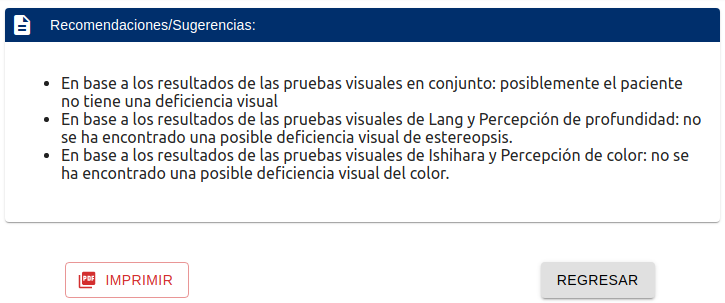 Recomendaciones/Sugerencias:
• En base a los resultados de las pruebas visuales en conjunto: posiblemente el paciente
no tiene una deficiencia visual
• En base a los resultados de las pruebas visuales de Lang y Percepción de profundidad: no
se ha encontrado una posible deficiencia visual de estereopsis.
• En base a los resultados de las pruebas visuales de Ishihara y Percepción de color: no se
ha encontrado una posible deficiencia visual del color.
PDF IMPRIMIR
REGRESAR